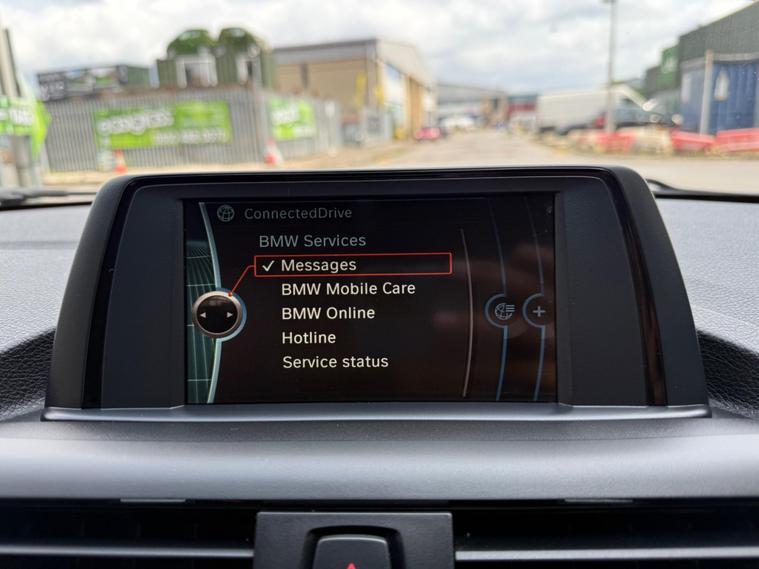 ConnectedDrive
BMW Services
✓ Messages
BMW Mobile Care
BMW Online
Hotline
Service status